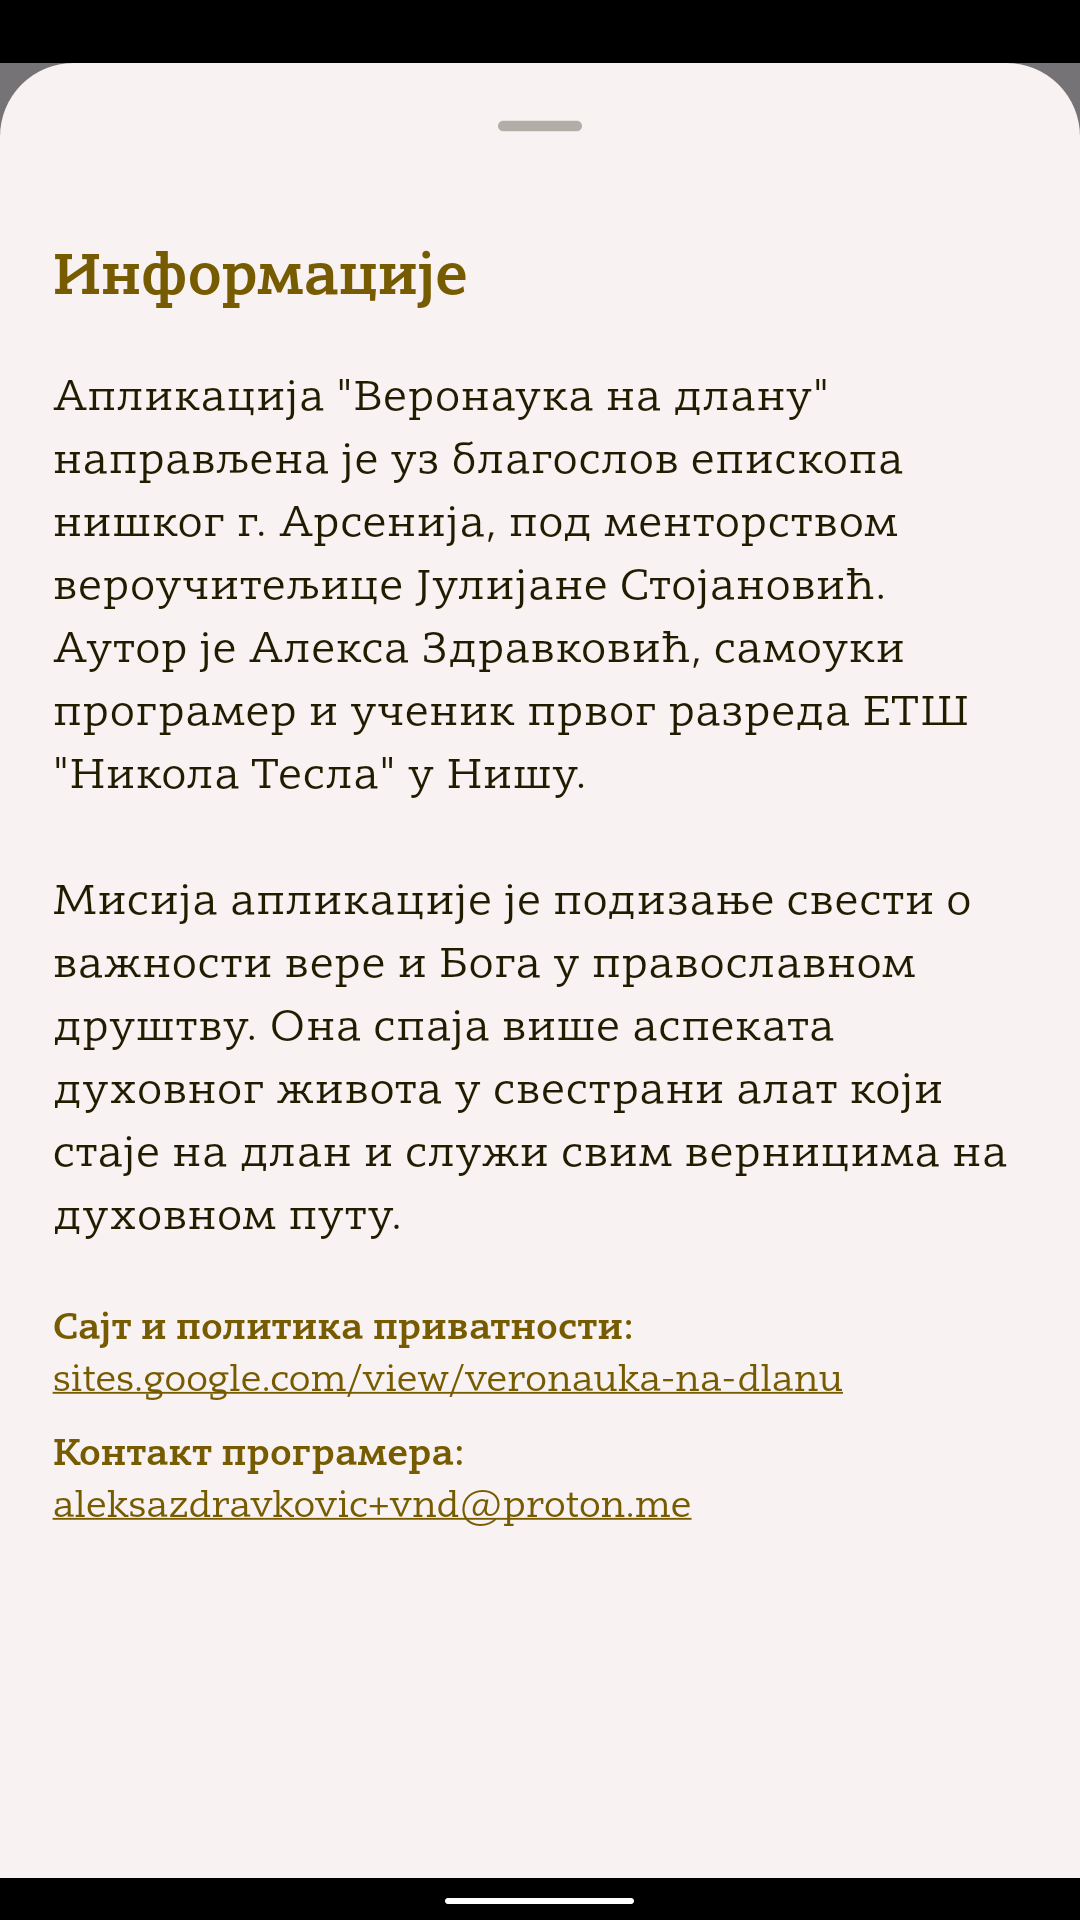 Информације
Апликација "Веронаука на длану"
направљена је уз благослов епископа
нишког г. Арсенија, под менторством
вероучитељице Јулијане Стојановић.
Аутор је Алекса Здравковић, самоуки
програмер и ученик првог разреда ЕТШ
"Никола Тесла" у Нишу.
Мисија апликације је подизање свести о
важности вере и Бога у православном
друштву. Она спаја више аспеката
духовног живота у свестрани алат који
стаје на длан и служи свим верницима на
духовном путу.
Сајт и политика приватности:
sites.google.com/view/veronauka-na-dlanu
Контакт програмера:
aleksazdravkovic+vnd@proton.me